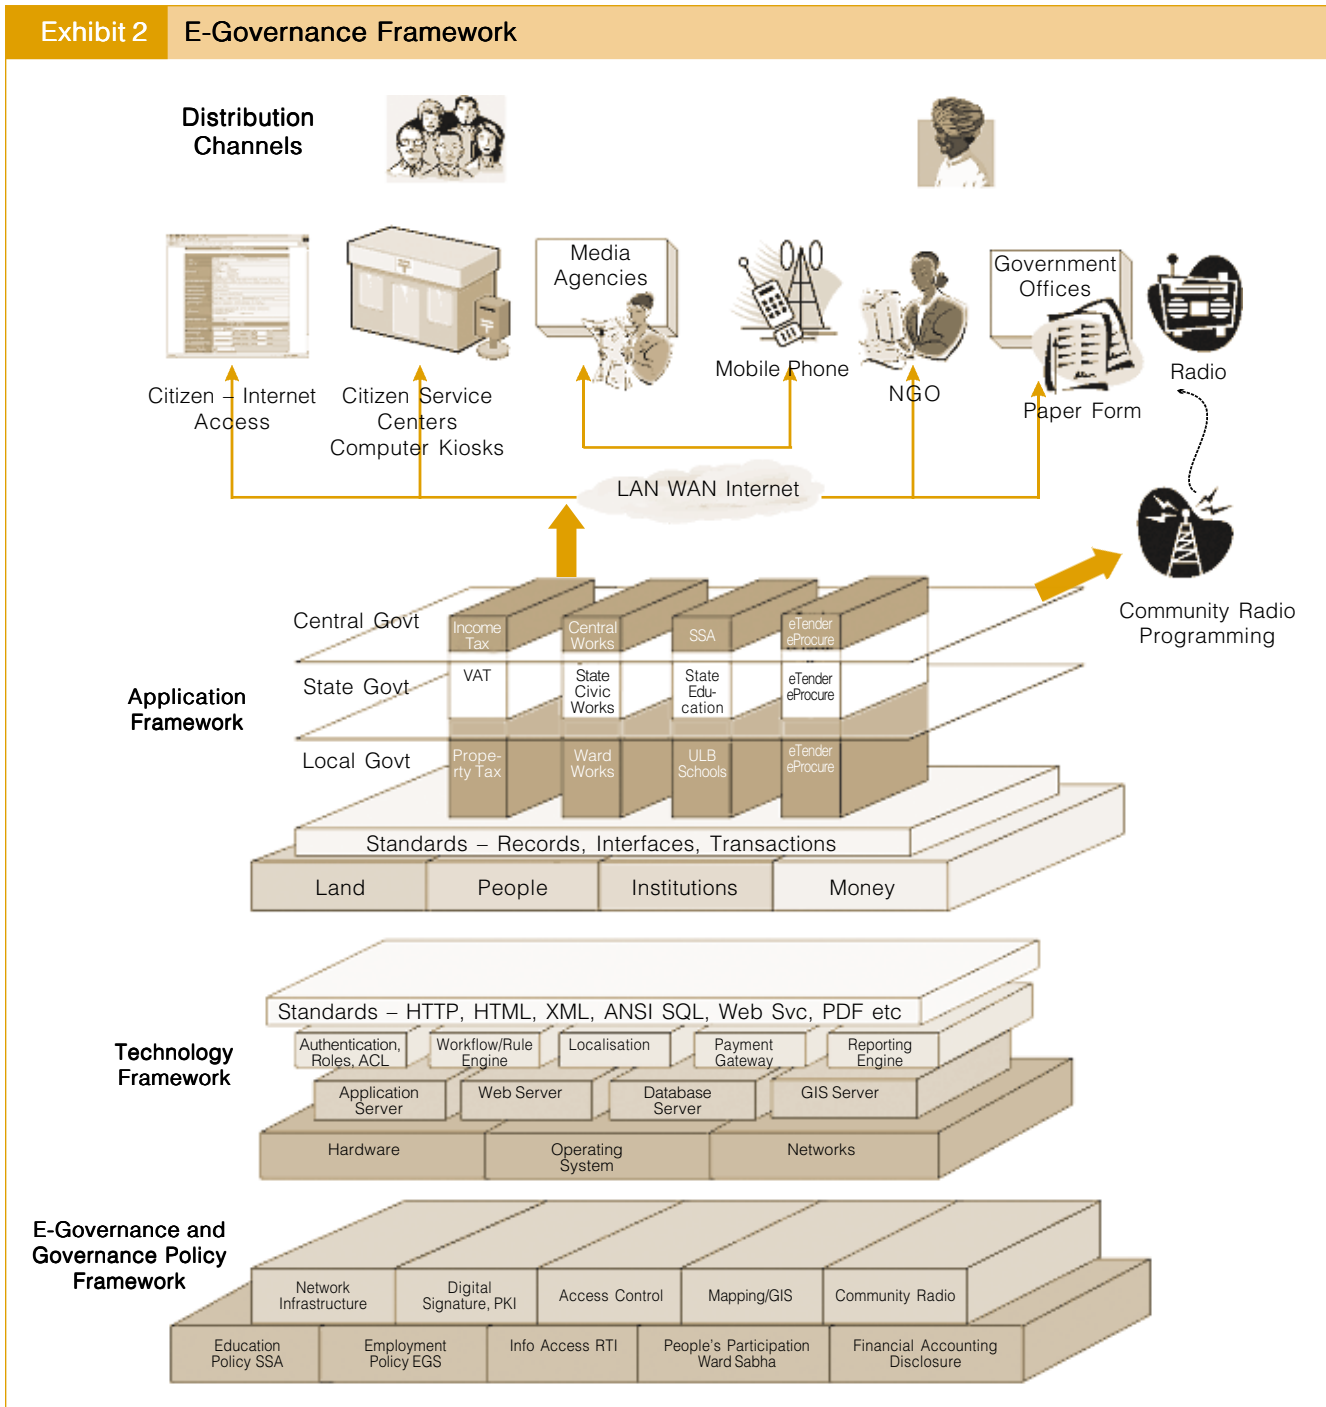 Exhibit 2
E-Governance Framework
Distribution
Channels
Media
Agencies
Government
Offices
Citizen – Internet
Access
Citizen Service
Centers
Computer Kiosks
Mobile Phone
NGO
Paper Form
Radio
LAN WAN Internet
Community Radio
Programming
Application
Framework
Central Govt
Income
Tax
Central
Works
SSA
eTender
eProcure
State Govt
VAT
State
Civic
Works
State
Edu-
cation
eTender
eProcure
Local Govt
Prope-
rty Tax
Ward
Works
ULB
Schools
eTender
eProcure
Standards – Records, Interfaces, Transactions
Land
People
Institutions
Money
Technology
Framework
Standards – HTTP, HTML, XML, ANSI SQL, Web Svc, PDF etc
Authentication,
Roles, ACL
Workflow/Rule
Engine
Localisation
Payment
Gateway
Reporting
Engine
Application
Server
Web Server
Database
Server
GIS Server
Hardware
Operating
System
Networks
E-Governance and
Governance Policy
Framework
Network
Infrastructure
Digital
Signature, PKI
Access Control
Mapping/GIS
Community Radio
Education
Policy SSA
Employment
Policy EGS
Info Access RTI
People's Participation
Ward Sabha
Financial Accounting
Disclosure